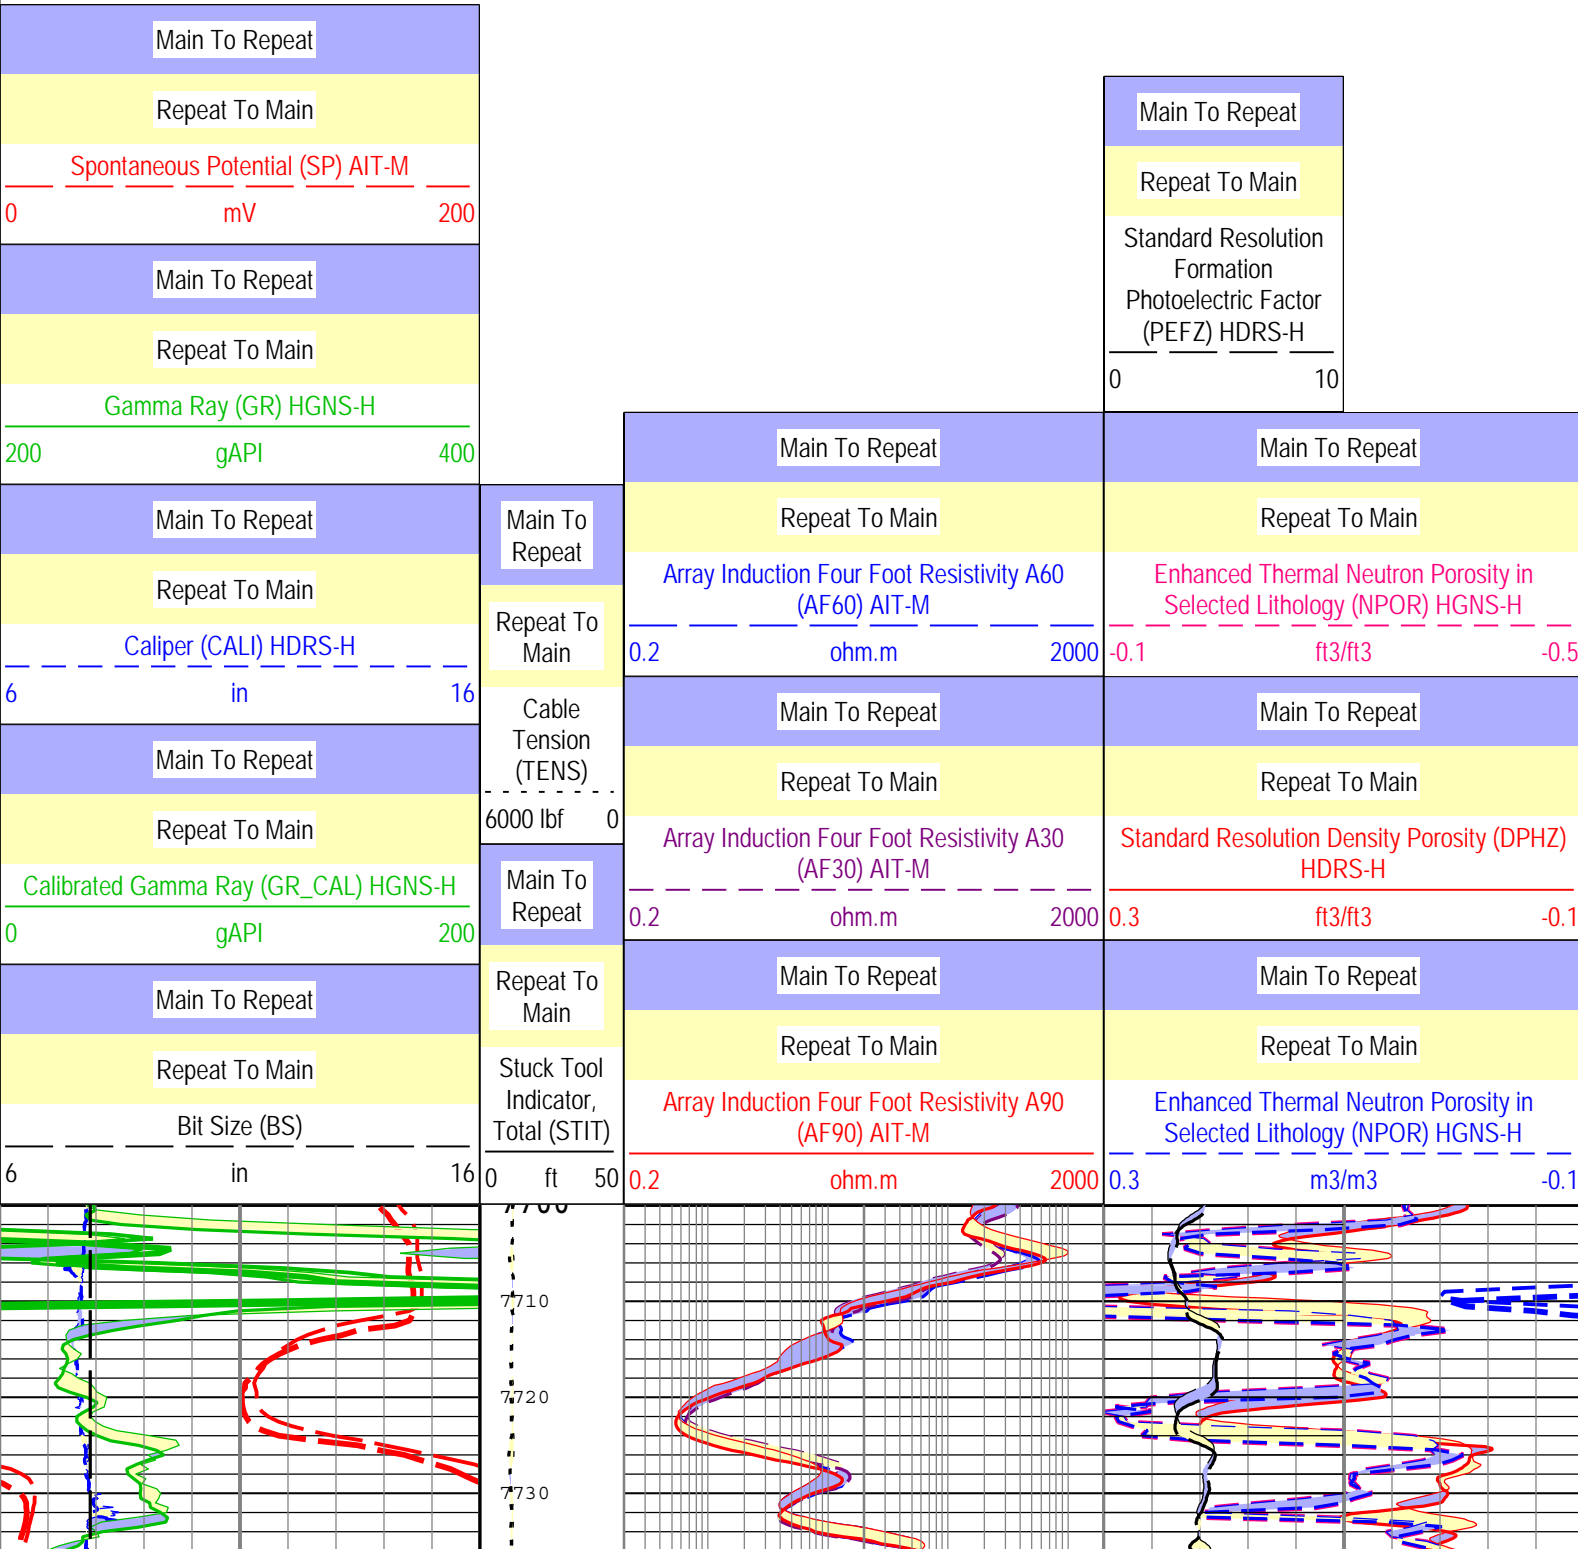 Main To Repeat
Repeat To Main
Spontaneous Potential (SP) AIT-M
0 mV 200
Main To Repeat
Repeat To Main
Gamma Ray (GR) HGNS-H
200 gAPI 400
Main To Repeat
Repeat To Main
Caliper (CALI) HDRS-H
6 in 16
Main To Repeat
Repeat To Main
Calibrated Gamma Ray (GR_CAL) HGNS-H
0 gAPI 200
Main To Repeat
Repeat To Main
Bit Size (BS)
6 in 16
Main To
Repeat
Repeat To
Main
Cable
Tension
(TENS)
6000 lbf 0
Main To
Repeat
Repeat To
Main
Stuck Tool
Indicator,
Total (STIT)
0 ft 50
Main To Repeat
Repeat To Main
Array Induction Four Foot Resistivity A60
(AF60) AIT-M
0.2 ohm.m 2000
Main To Repeat
Repeat To Main
Array Induction Four Foot Resistivity A30
(AF30) AIT-M
0.2 ohm.m 2000
Main To Repeat
Repeat To Main
Array Induction Four Foot Resistivity A90
(AF90) AIT-M
0.2 ohm.m 2000
Main To Repeat
Repeat To Main
Standard Resolution
Formation
Photoelectric Factor
(PEFZ) HDRS-H
0 10
Main To Repeat
Repeat To Main
Enhanced Thermal Neutron Porosity in
Selected Lithology (NPOR) HGNS-H
-0.1 ft3/ft3 -0.5
Main To Repeat
Repeat To Main
Standard Resolution Density Porosity (DPHZ)
HDRS-H
0.3 ft3/ft3 -0.1
Main To Repeat
Repeat To Main
Enhanced Thermal Neutron Porosity in
Selected Lithology (NPOR) HGNS-H
0.3 m3/m3 -0.1
7700
7710
7720
7730